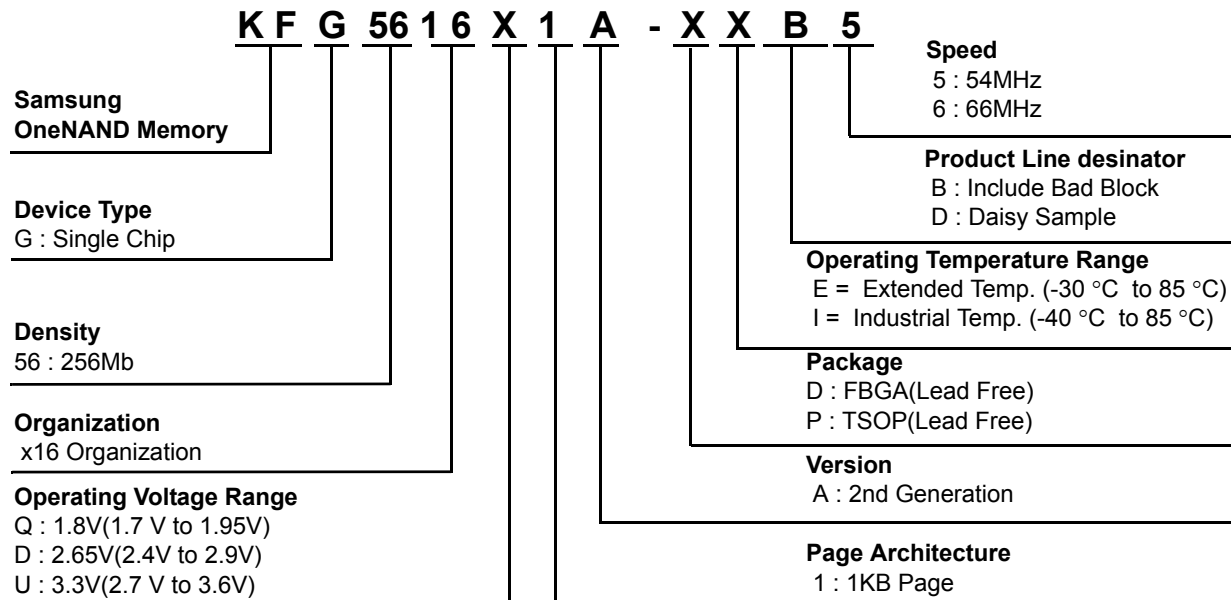 K F G 56 1 6 X 1 A - X X B 5
Samsung
OneNAND Memory
Device Type
G : Single Chip
Density
56 : 256Mb
Organization
x16 Organization
Operating Voltage Range
Q : 1.8V(1.7 V to 1.95V)
D : 2.65V(2.4V to 2.9V)
U : 3.3V(2.7 V to 3.6V)
Speed
5 : 54MHz
6 : 66MHz
Product Line desinator
B : Include Bad Block
D : Daisy Sample
Operating Temperature Range
E = Extended Temp. (-30 °C to 85 °C)
I = Industrial Temp. (-40 °C to 85 °C)
Package
D : FBGA(Lead Free)
P : TSOP(Lead Free)
Version
A : 2nd Generation
Page Architecture
1 : 1KB Page